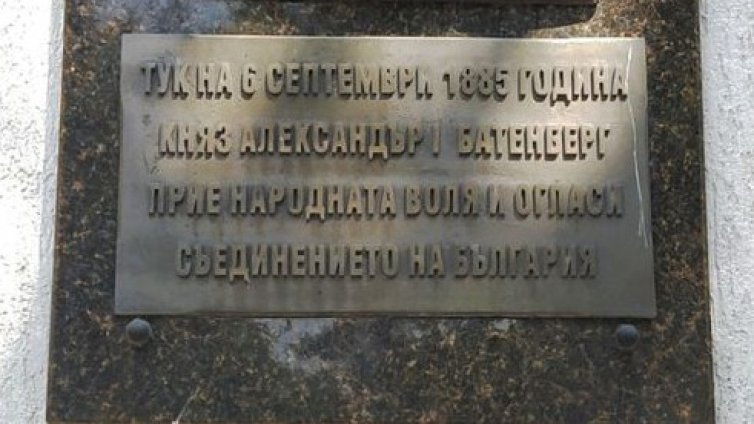 ТУК НА 6 СЕПТЕМВРИ 1885 ГОДИНА
КНЯЗ АЛЕКСАНДЪР I БАТЕНБЕРГ
ПРИЕ НАРОДНАТА ВОЛЯ И ОГЛАСИ
СЪЕДИНЕНИЕТО НА БЪЛГАРИЯ